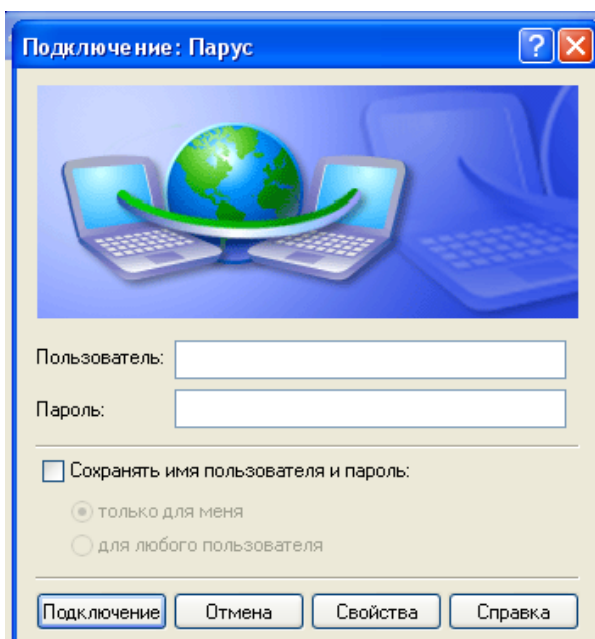 Подключение: Парус
Пользователь:
Пароль:
Сохранять имя пользователя и пароль:
только для меня
для любого пользователя
Подключение Отмена Свойства Справка